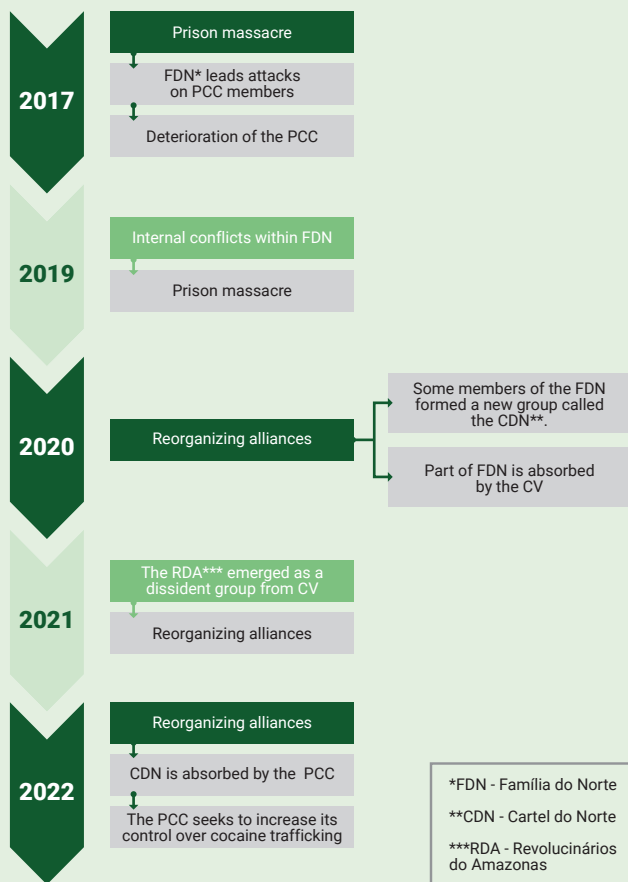 2017
Prison massacre
FDN* leads attacks
on PCC members
Deterioration of the PCC
2019
Internal conflicts within FDN
Prison massacre
2020
Reorganizing alliances
Some members of the FDN
formed a new group called
the CDN**.
Part of FDN is absorbed
by the CV
2021
The RDA*** emerged as a
dissident group from CV
Reorganizing alliances
2022
Reorganizing alliances
CDN is absorbed by the PCC
The PCC seeks to increase its
control over cocaine trafficking
*FDN - Família do Norte
**CDN - Cartel do Norte
***RDA - Revolucinários
do Amazonas